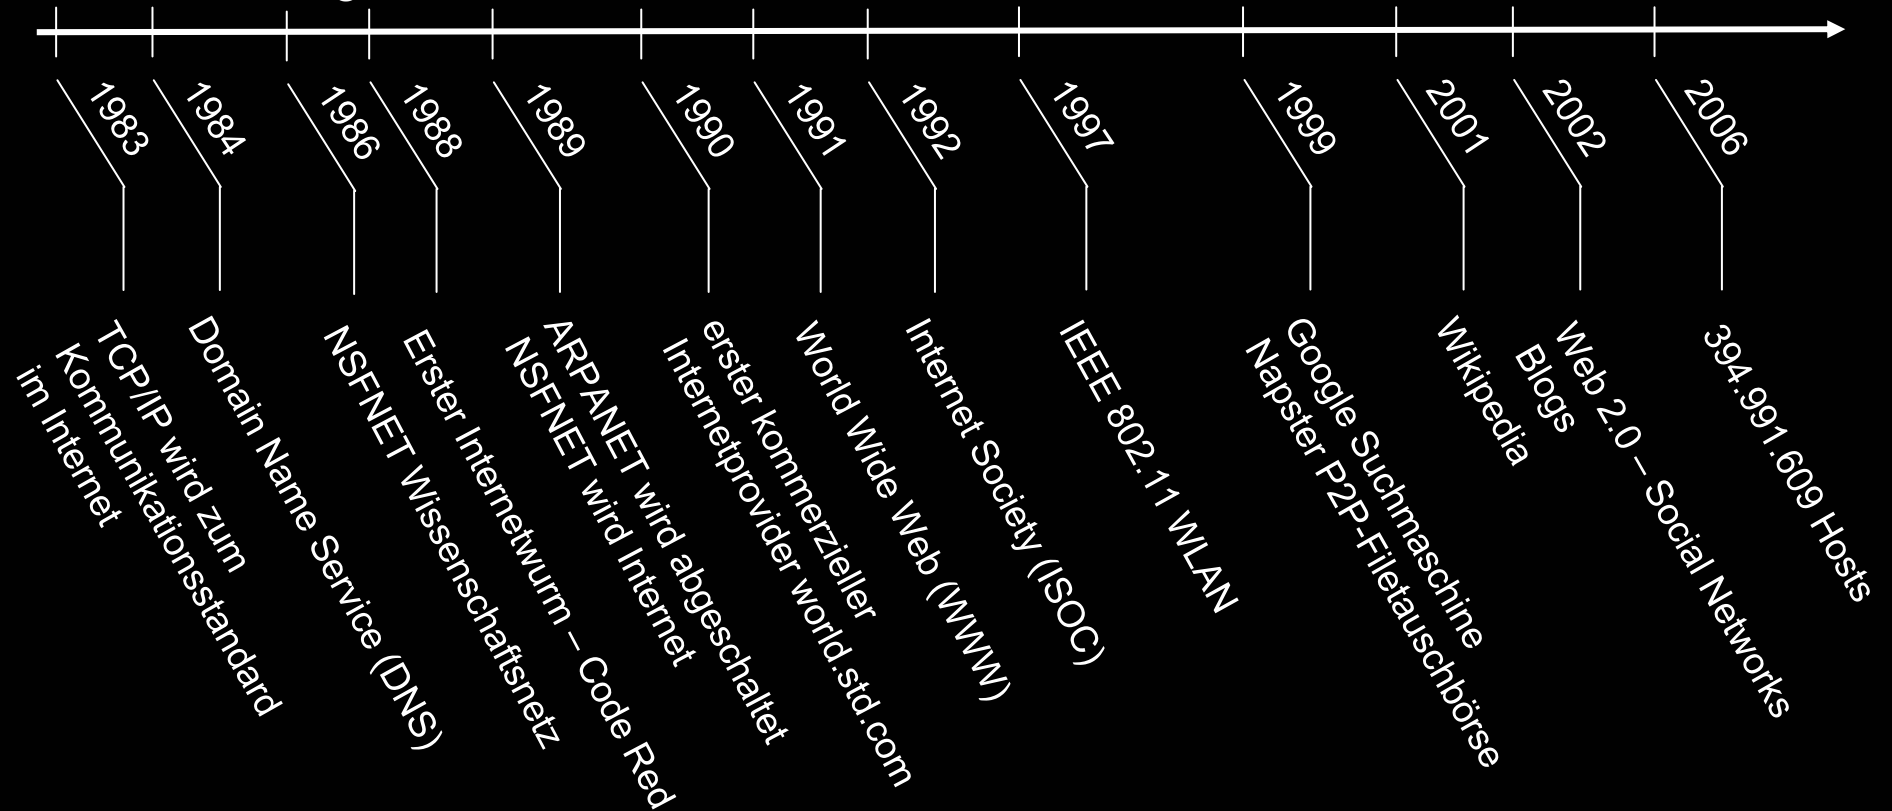 1983
TCP/IP wird zum
Kommunikationsstandard
im Internet
1984
Domain Name Service (DNS)
1986
NSFNET Wissenschaftsnetz
1988
Erster Internetwurm – Code Red
1989
ARPANET wird abgeschaltet
NSFNET wird Internet
1990
erster kommerzieller
Internetprovider world.std.com
1991
World Wide Web (WWW)
1992
Internet Society (ISOC)
1997
IEEE 802.11 WLAN
1999
Google Suchmaschine
Napster P2P-Filetauschbörse
2001
Wikipedia
2002
Web 2.0 – Social Networks
Blogs
2006
394.991.609 Hosts